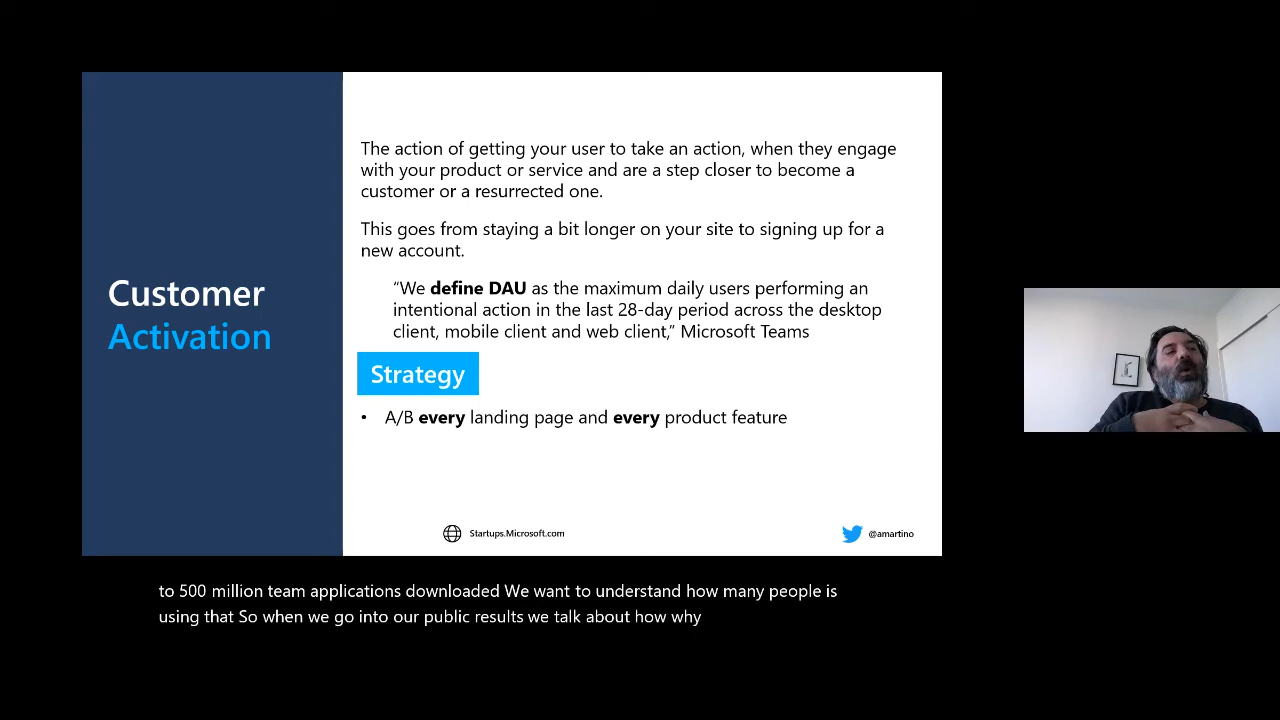 Customer
Activation
The action of getting your user to take an action, when they engage
with your product or service and are a step closer to become a
customer or a resurrected one.
This goes from staying a bit longer on your site to signing up for a
new account.
“We define DAU as the maximum daily users performing an
intentional action in the last 28-day period across the desktop
client, mobile client and web client,” Microsoft Teams
Strategy
• A/B every landing page and every product feature
Startups.Microsoft.com
@amartino
to 500 million team applications downloaded We want to understand how many people is
using that So when we go into our public results we talk about how why